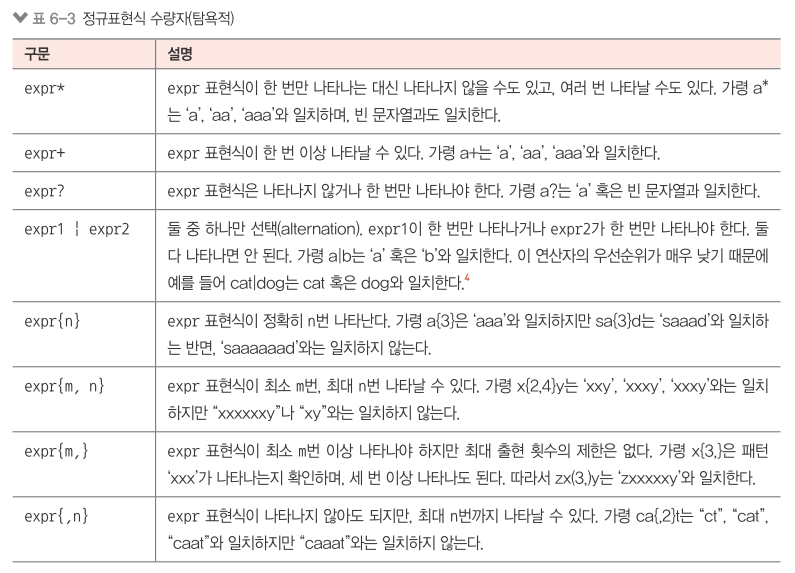 표 6-3 정규표현식 수량자(탐욕적)
구문 설명
expr* expr 표현식이 한 번만 나타나는 대신 나타나지 않을 수도 있고, 여러 번 나타날 수도 있다. 가령 a*
는 ‘a’, ‘aa’, ‘aaa’와 일치하며, 빈 문자열과도 일치한다.
expr+ expr 표현식이 한 번 이상 나타날 수 있다. 가령 a+는 ‘a’, ‘aa’, ‘aaa’와 일치한다.
expr? expr 표현식은 나타나지 않거나 한 번만 나타나야 한다. 가령 a?는 ‘a’ 혹은 빈 문자열과 일치한다.
expr1 ¦ expr2 둘 중 하나만 선택(alternation). expr1이 한 번만 나타나거나 expr2가 한 번만 나타나야 한다. 둘
다 나타나면 안 된다. 가령 a|b는 ‘a’ 혹은 ‘b’와 일치한다. 이 연산자의 우선순위가 매우 낮기 때문에
예를 들어 cat|dog는 cat 혹은 dog와 일치한다.4
expr{n} expr 표현식이 정확히 n번 나타난다. 가령 a{3}은 ‘aaa’와 일치하지만 sa{3}d는 ‘saaad’와 일치하
는 반면, ‘saaaaaad’와는 일치하지 않는다.
expr{m, n} expr 표현식이 최소 m번, 최대 n번 나타날 수 있다. 가령 x{2,4}y는 ‘xxy’, ‘xxxy’, ‘xxxy’와는 일치
하지만 “xxxxxxy”나 “xy”와는 일치하지 않는다.
expr{m,} expr 표현식이 최소 m번 이상 나타나야 하지만 최대 출현 횟수의 제한은 없다. 가령 x{3,}은 패턴
‘xxx’가 나타나는지 확인하며, 세 번 이상 나타나도 된다. 따라서 zx(3,)y는 ‘zxxxxxy’와 일치한다.
expr{,n} expr 표현식이 나타나지 않아도 되지만, 최대 n번까지 나타날 수 있다. 가령 ca{,2}t는 “ct”, “cat”,
“caat”와 일치하지만 “caaat”와는 일치하지 않는다.